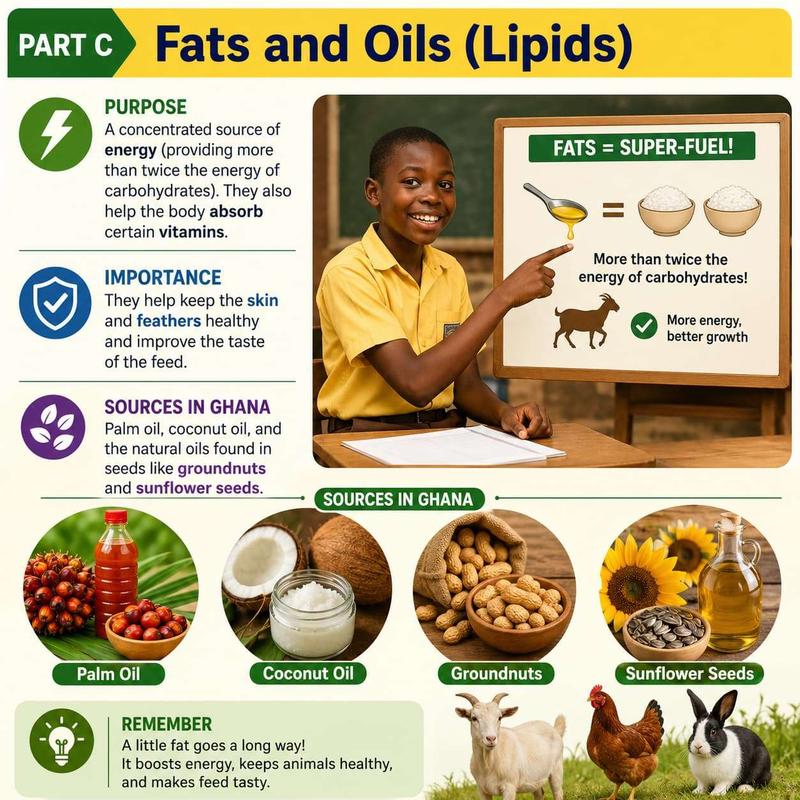 PART C
Fats and Oils (Lipids)
PURPOSE
A concentrated source of
energy (providing more
than twice the energy of
carbohydrates). They also
help the body absorb
certain vitamins.
IMPORTANCE
They help keep the skin
and feathers healthy
and improve the taste
of the feed.
SOURCES IN GHANA
Palm oil, coconut oil, and
the natural oils found in
seeds like groundnuts
and sunflower seeds.
FATS = SUPER-FUEL!
=
More than twice the
energy of carbohydrates!
More energy,
better growth
SOURCES IN GHANA
Palm Oil
Coconut Oil
Groundnuts
Sunflower Seeds
REMEMBER
A little fat goes a long way!
It boosts energy, keeps animals healthy,
and makes feed tasty.